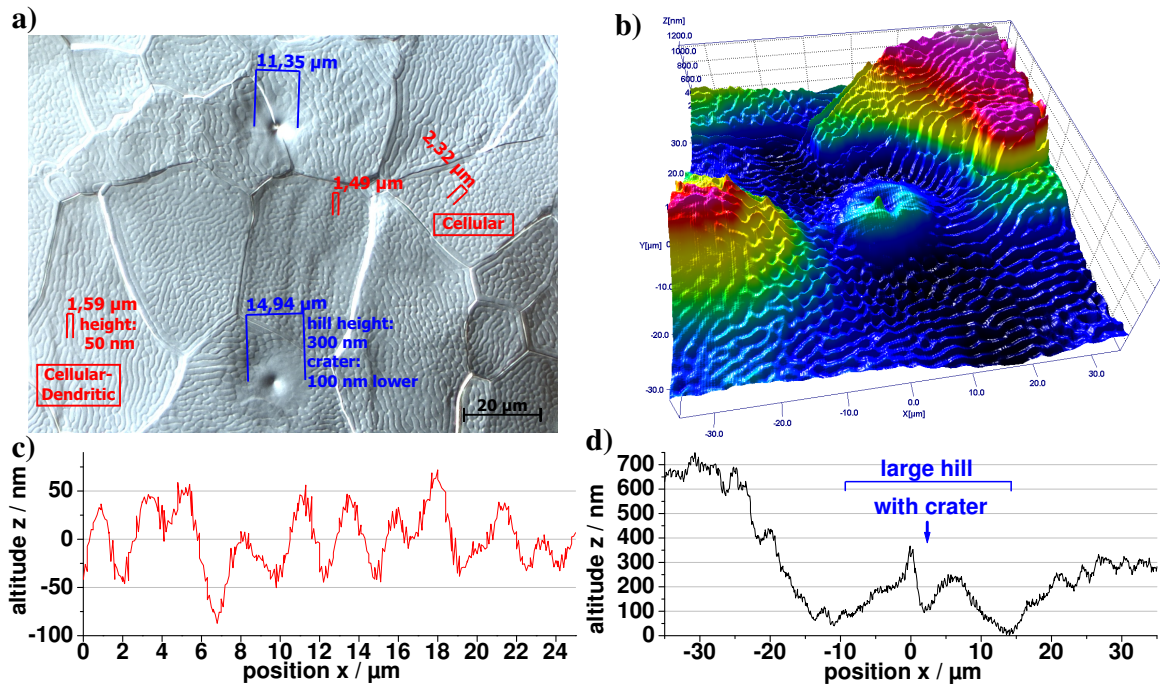 a)
11,35 µm
2,32 µm
1,49 µm
Cellular
1,59 µm
height:
50 nm
14,94 µm
hill height:
300 nm
crater:
100 nm lower
Cellular-
Dendritic
20 µm
b)
Z[nm]
1200.0
1000.0
800.0
600.0
4
2
30.0
20.0
1
Y[µm]
0
-10.0
-20.0
-30.0
-30.0
-20.0
-10.0
0.0
X[µm]
10.0
20.0
30.0
c)
altitude z / nm
50
0
-50
-100
0 2 4 6 8 10 12 14 16 18 20 22 24
position x / µm
d)
altitude z / nm
700
600
500
400
300
200
100
0
large hill
with crater
-30 -20 -10 0 10 20 30
position x / µm